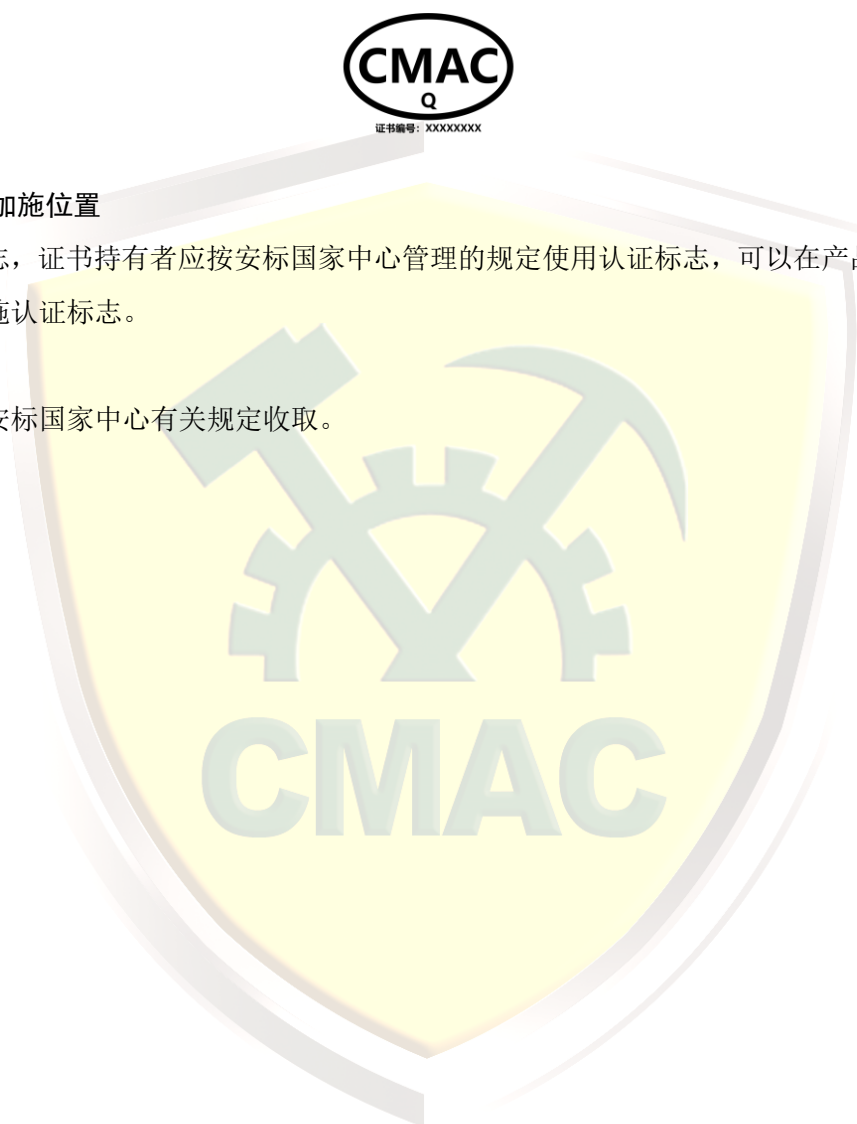 CMAC
Q
证书编号：XXXXXXXX
加施位置
志，证书持有者应按安标国家中心管理的规定使用认证标志，可以在产品
施认证标志。
安标国家中心有关规定收取。
CMAC